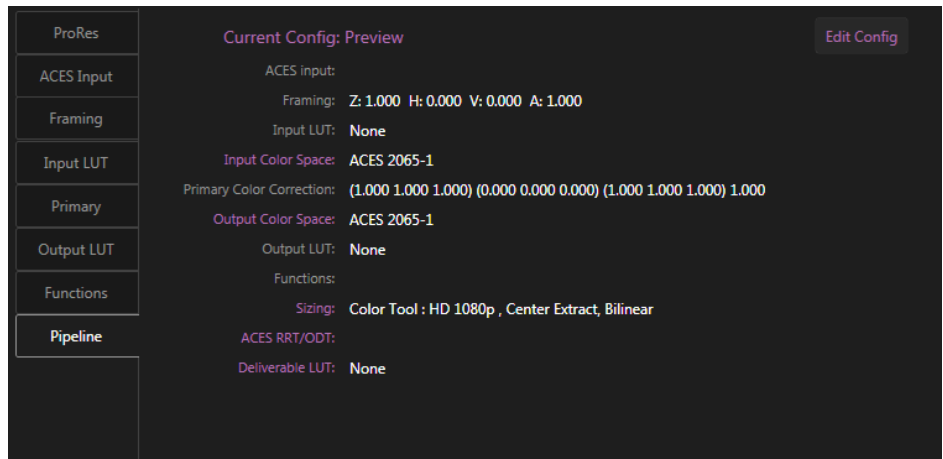 ProRes
ACES Input
Framing
Input LUT
Primary
Output LUT
Functions
Pipeline
Current Config: Preview
Edit Config
ACES input:
Framing: Z: 1.000 H: 0.000 V: 0.000 A: 1.000
Input LUT: None
Input Color Space: ACES 2065-1
Primary Color Correction: (1.000 1.000 1.000) (0.000 0.000 0.000) (1.000 1.000 1.000) 1.000
Output Color Space: ACES 2065-1
Output LUT: None
Functions:
Sizing: Color Tool : HD 1080p , Center Extract, Bilinear
ACES RRT/ODT:
Deliverable LUT: None